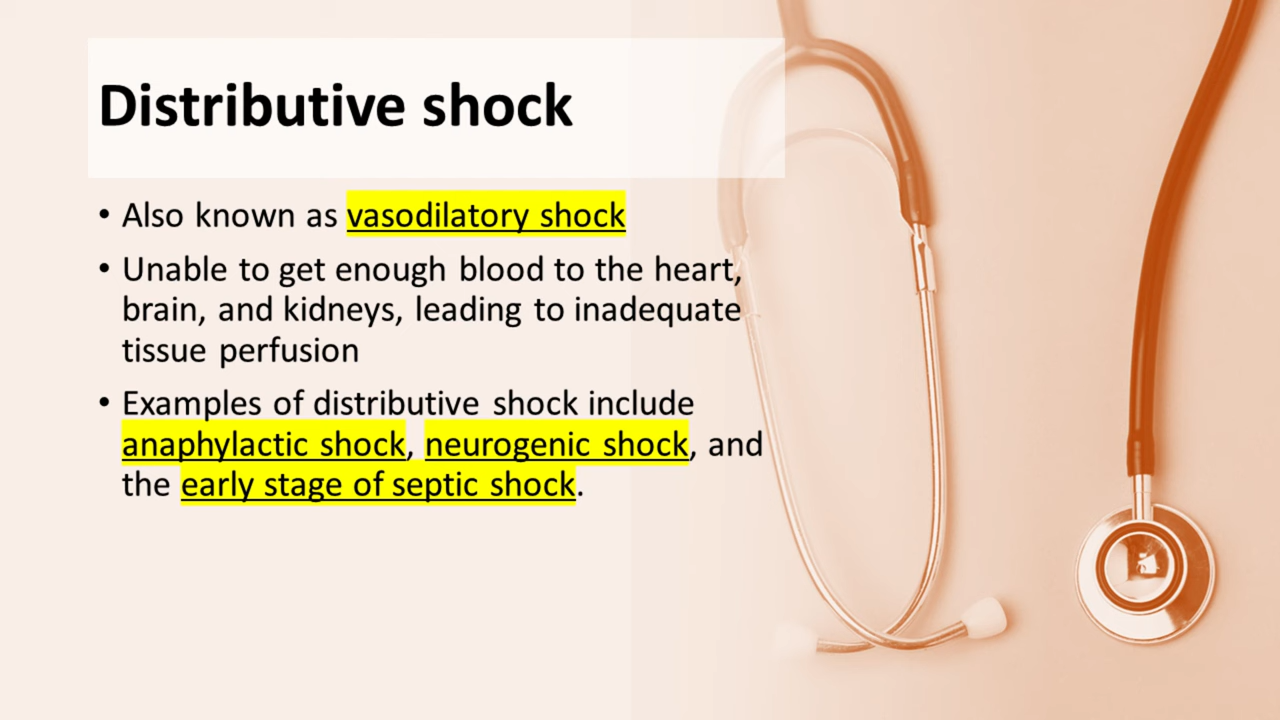 Distributive shock
• Also known as vasodilatory shock
• Unable to get enough blood to the heart,
brain, and kidneys, leading to inadequate
tissue perfusion
• Examples of distributive shock include
anaphylactic shock, neurogenic shock, and
the early stage of septic shock.